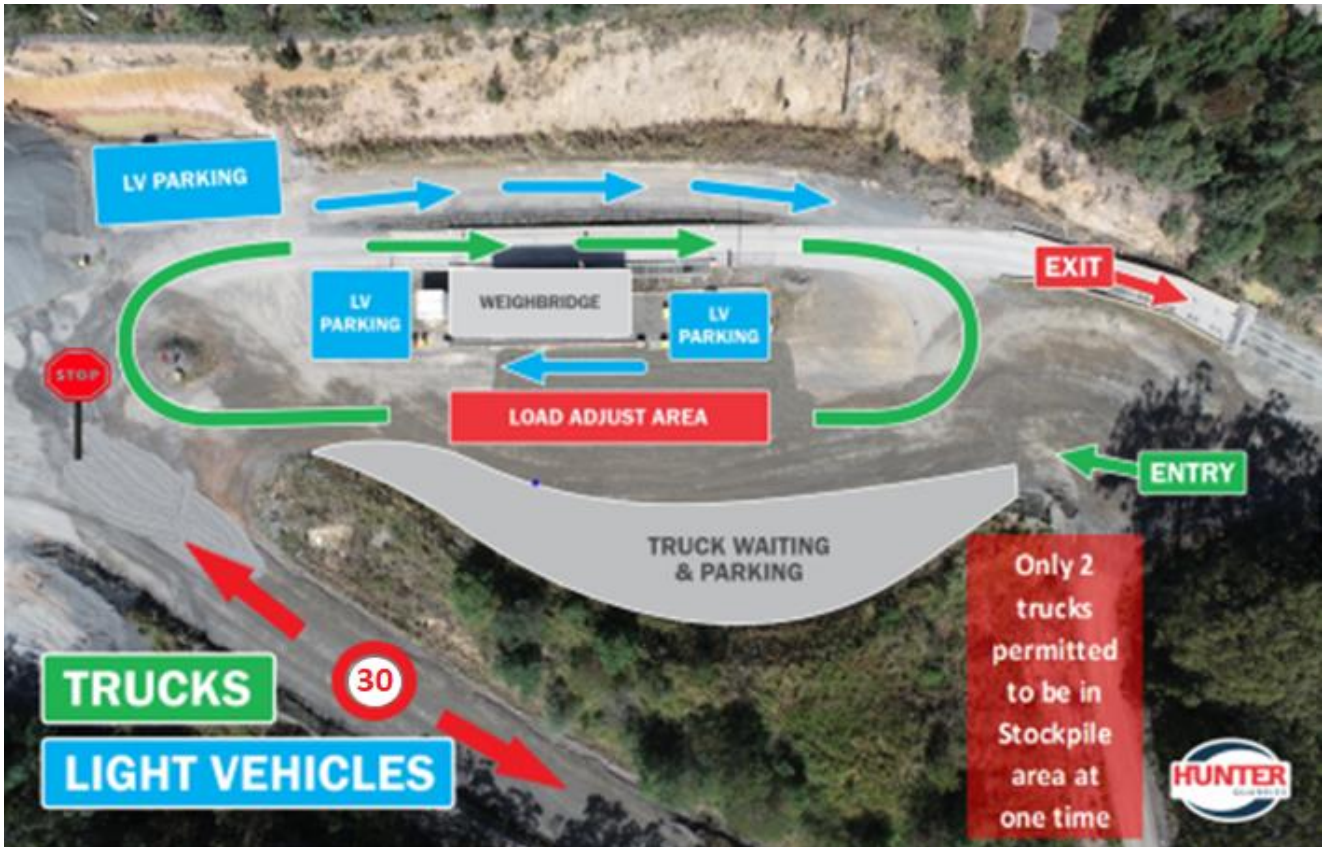 LV PARKING
EXIT
LV
PARKING
WEIGHBRIDGE
LV
PARKING
STOP
LOAD ADJUST AREA
ENTRY
TRUCK WAITING
& PARKING
Only 2
trucks
permitted
to be in
Stockpile
area at
one time
30
TRUCKS
LIGHT VEHICLES
HUNTER
QUARRIES